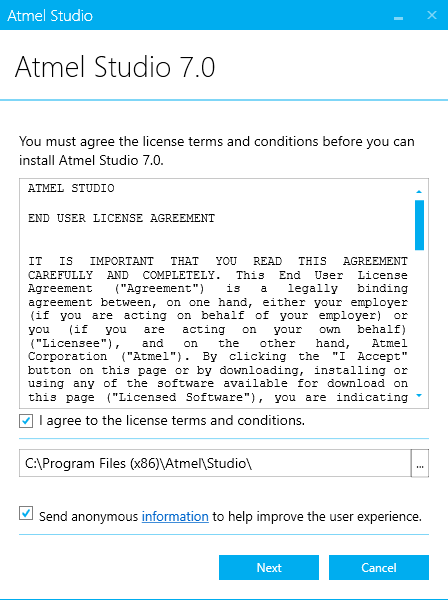 Atmel Studio
Atmel Studio 7.0
You must agree the license terms and conditions before you can
install Atmel Studio 7.0.
ATMEL STUDIO
END USER LICENSE AGREEMENT
IT IS IMPORTANT THAT YOU READ THIS AGREEMENT
CAREFULLY AND COMPLETELY. This End User License
Agreement ("Agreement") is a legally binding
agreement between, on one hand, either your employer
(if you are acting on behalf of your employer) or
you (if you are acting on your own behalf)
("Licensee"), and on the other hand, Atmel
Corporation ("Atmel"). By clicking the "I Accept"
button on this page or by downloading, installing or
using any of the software available for download on
this page ("Licensed Software"), you are indicating
I agree to the license terms and conditions.
C:\Program Files (x86)\Atmel\Studio\ ...
Send anonymous information to help improve the user experience.
Next Cancel